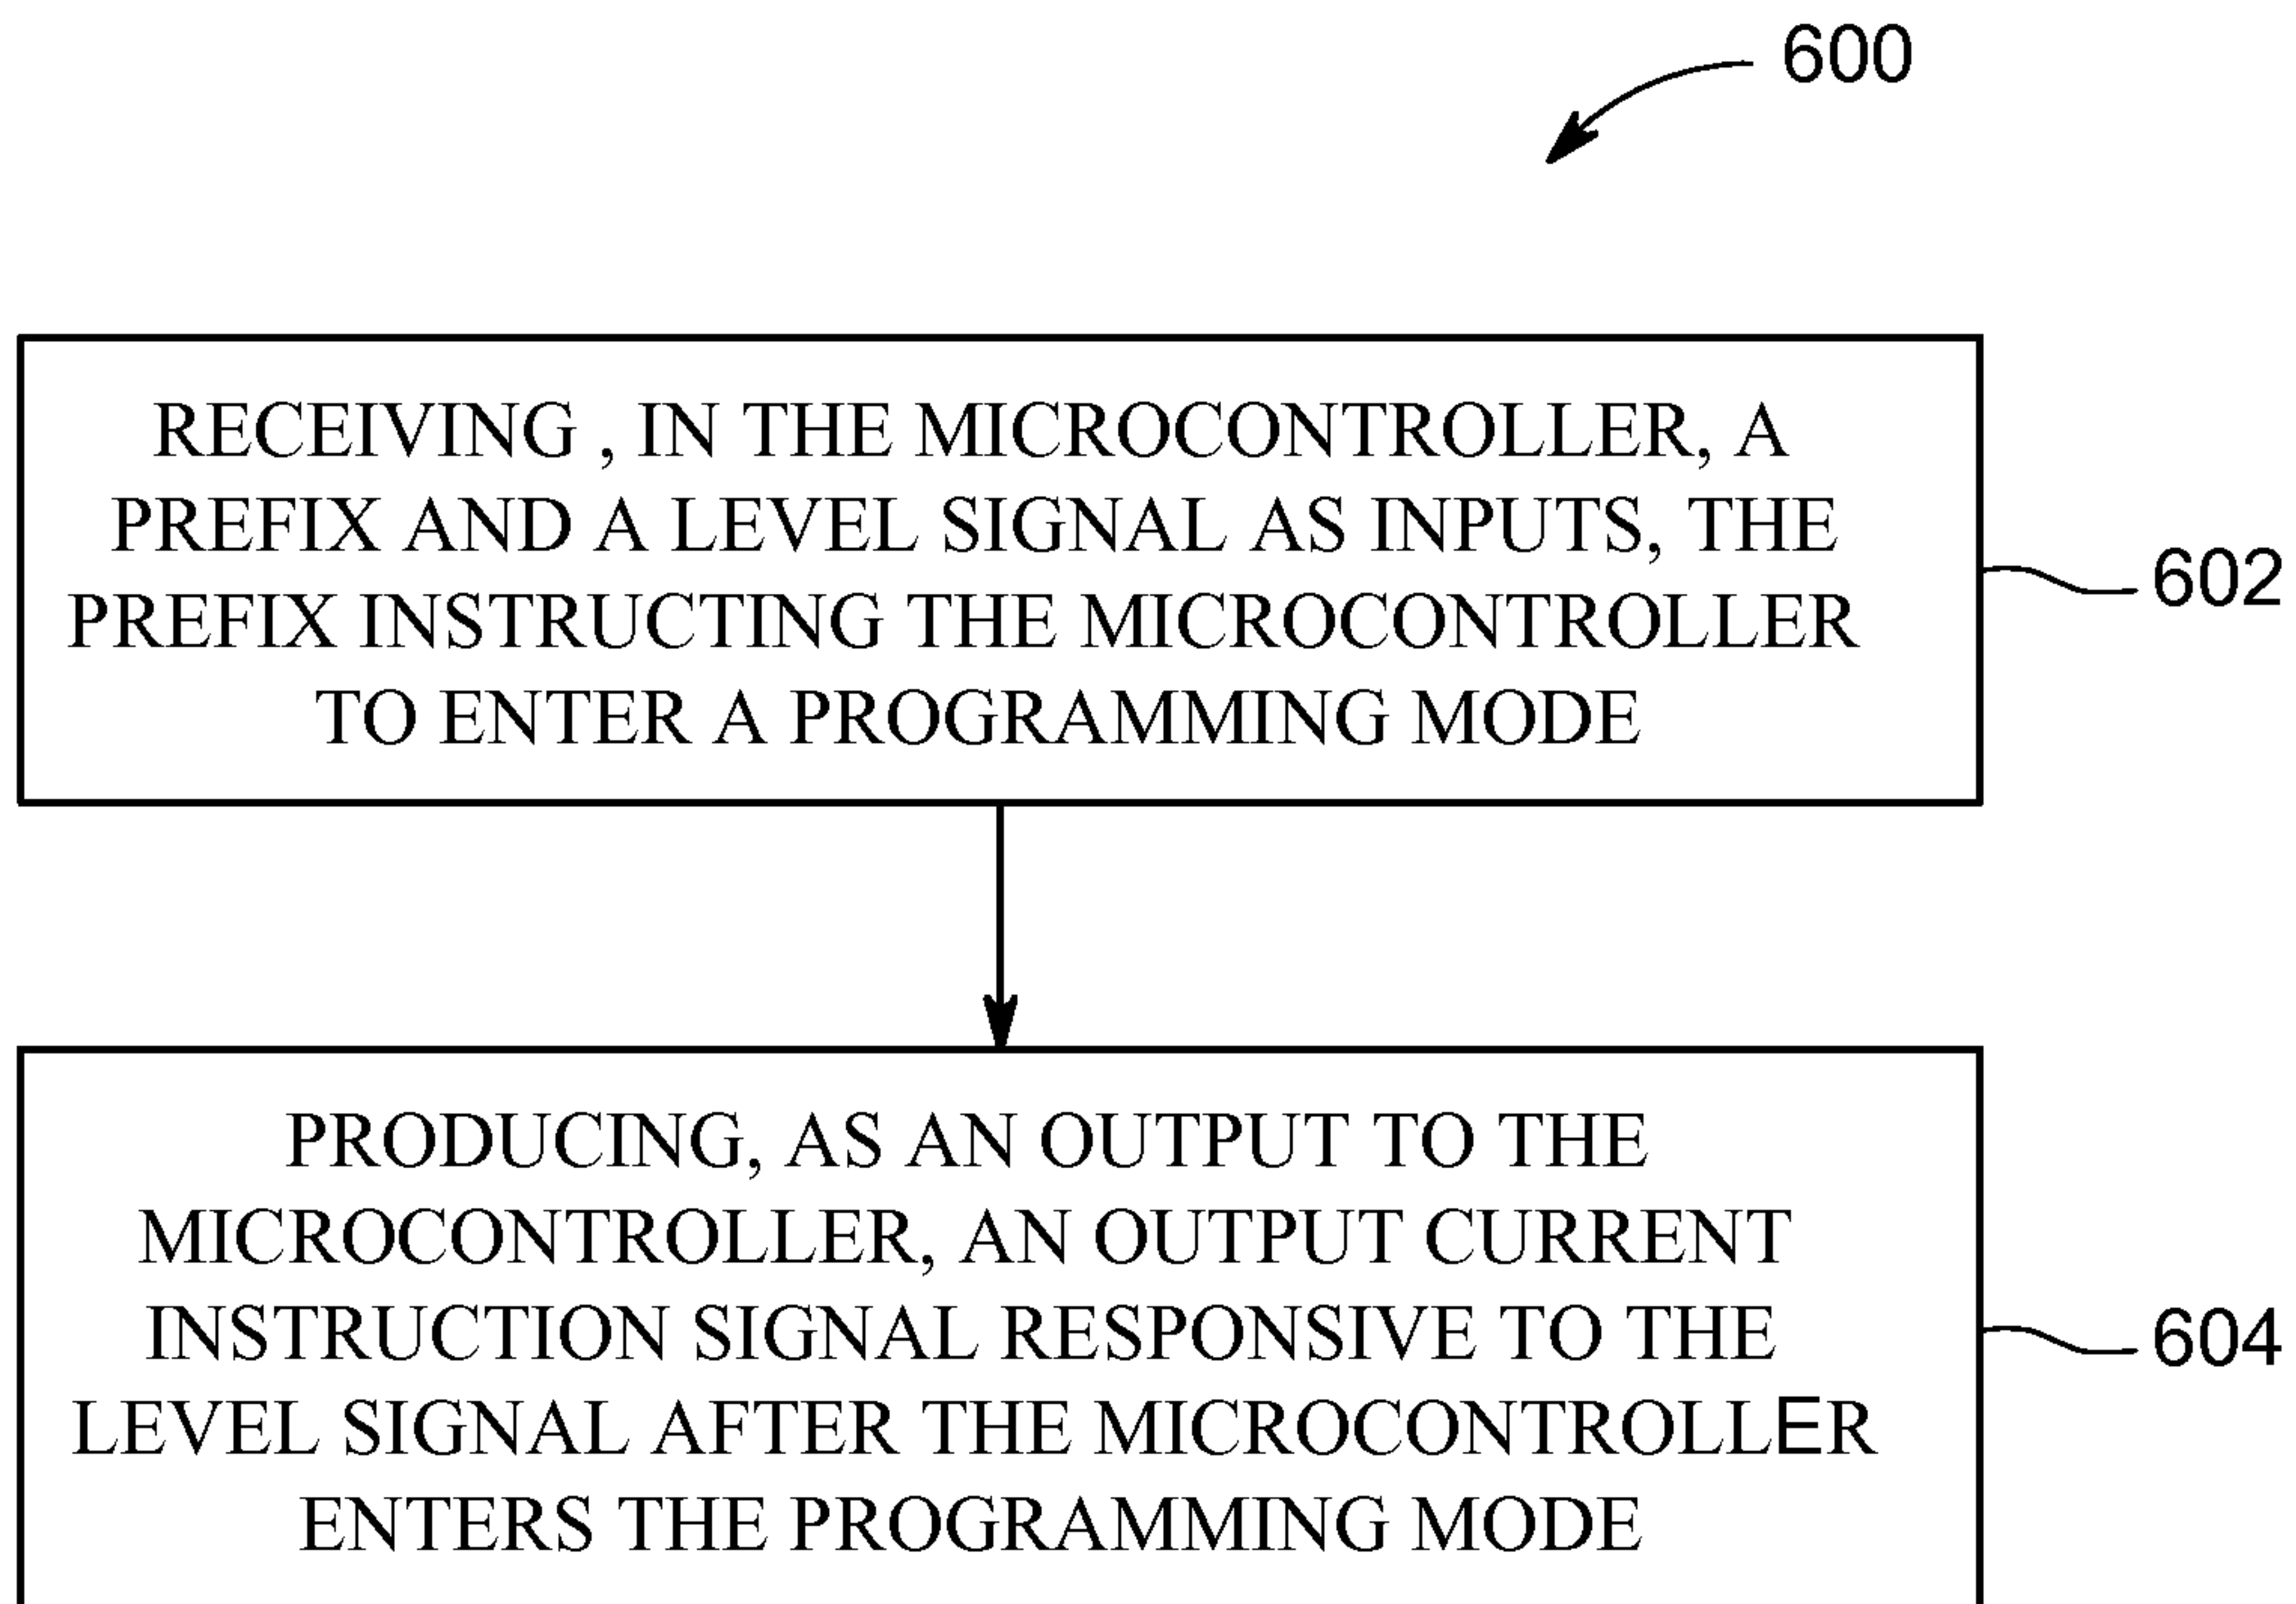 600
RECEIVING , IN THE MICROCONTROLLER, A
PREFIX AND A LEVEL SIGNAL AS INPUTS, THE
PREFIX INSTRUCTING THE MICROCONTROLLER
TO ENTER A PROGRAMMING MODE
602
PRODUCING, AS AN OUTPUT TO THE
MICROCONTROLLER, AN OUTPUT CURRENT
INSTRUCTION SIGNAL RESPONSIVE TO THE
LEVEL SIGNAL AFTER THE MICROCONTROLLER
ENTERS THE PROGRAMMING MODE
604